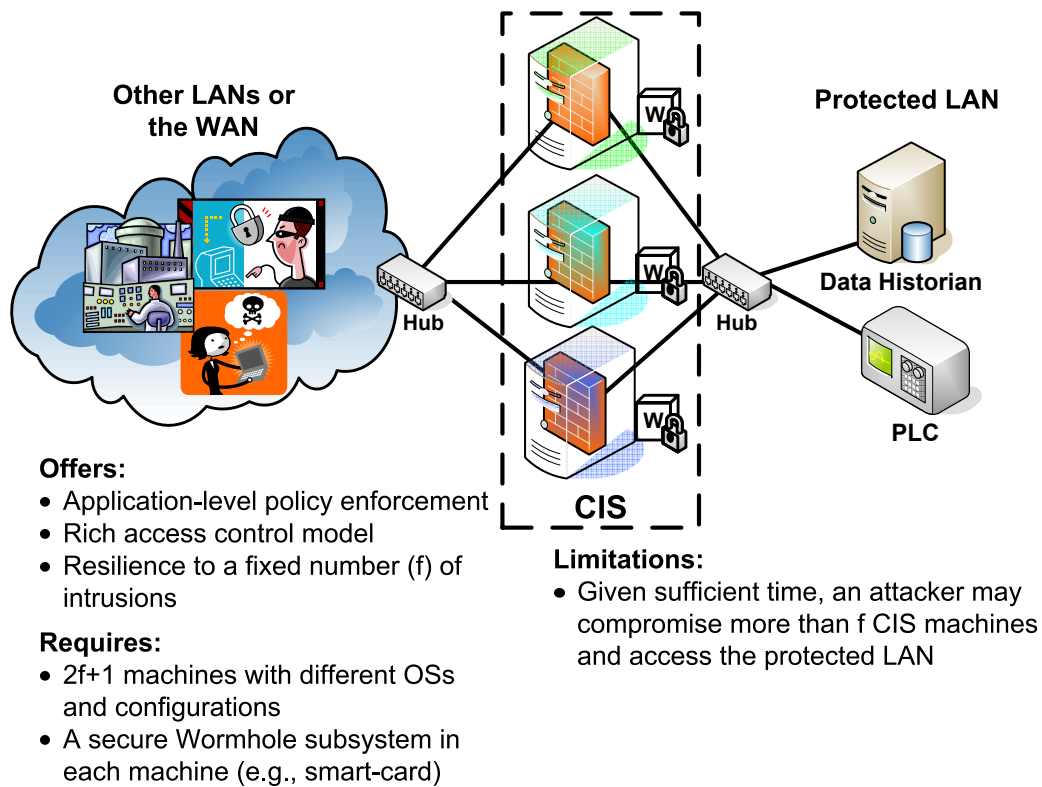 Other LANs or
the WAN
Protected LAN
W
W
W
Hub
Hub
Data Historian
PLC
CIS
Offers:
• Application-level policy enforcement
• Rich access control model
• Resilience to a fixed number (f) of
intrusions
Requires:
• 2f+1 machines with different OSs
and configurations
• A secure Wormhole subsystem in
each machine (e.g., smart-card)
Limitations:
• Given sufficient time, an attacker may
compromise more than f CIS machines
and access the protected LAN